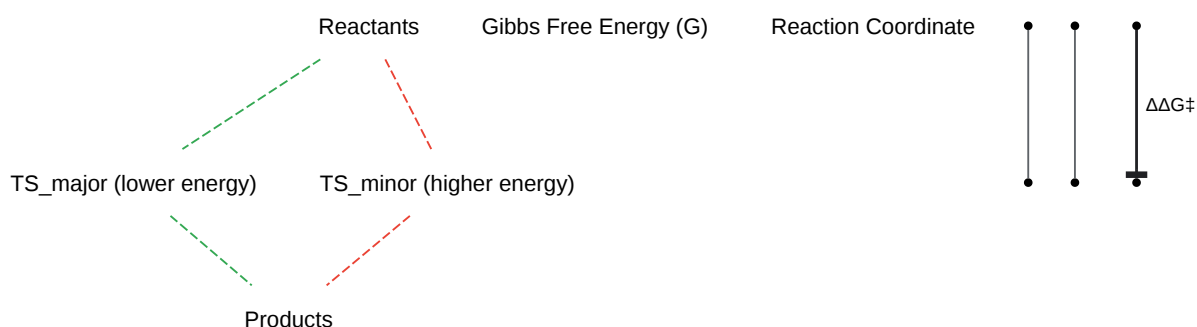 Reactants
Gibbs Free Energy (G)
Reaction Coordinate
ΔΔG‡
TS_major (lower energy)
TS_minor (higher energy)
Products